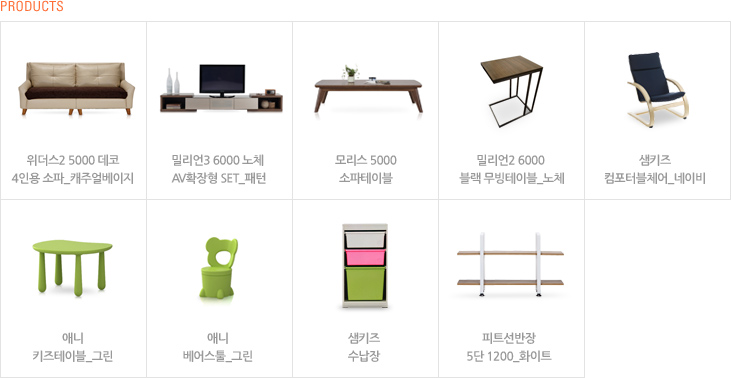 PRODUCTS
위더스2 5000 데코
4인용 소파_캐주얼베이지
밀리언3 6000 노체
AV확장형 SET_패턴
모리스 5000
소파테이블
밀리언2 6000
블랙 무빙테이블_노체
샘키즈
컴포터블체어_네이비
애니
키즈테이블_그린
애니
베어스툴_그린
샘키즈
수납장
피트선반장
5단 1200_화이트